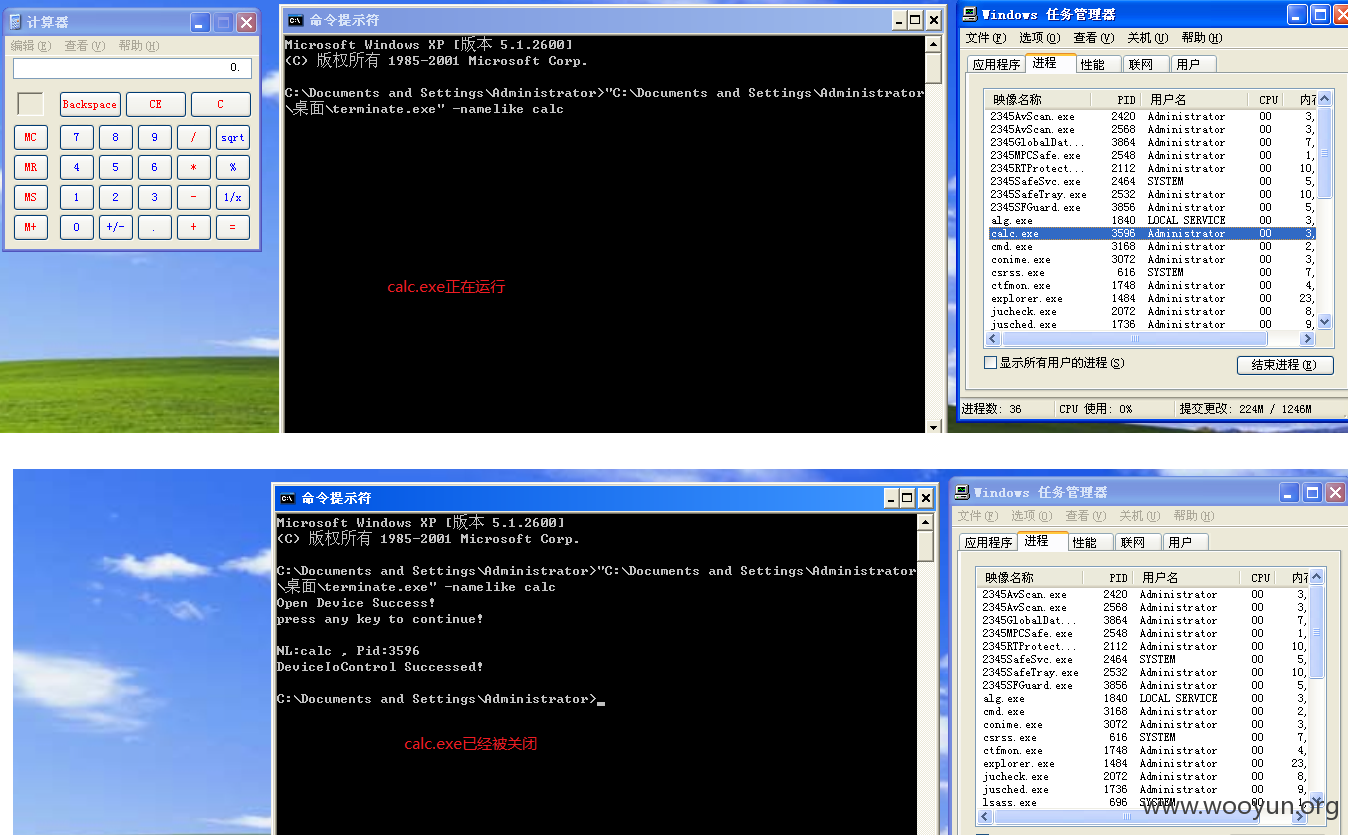 计算器
编辑(E) 查看(V) 帮助(H)
0.
Backspace CE C
MC 7 8 9 / sqrt
MR 4 5 6 * %
MS 1 2 3 - 1/x
M+ 0 +/- . + =
命令提示符
Microsoft Windows XP [版本 5.1.2600]
(C) 版权所有 1985-2001 Microsoft Corp.
C:\Documents and Settings\Administrator>"C:\Documents and Settings\Administrator
\桌面\terminate.exe" -namelike calc
calc.exe正在运行
Windows 任务管理器
文件(F) 选项(O) 查看(V) 关机(U) 帮助(H)
应用程序 进程 性能 联网 用户
映像名称 PID 用户名 CPU 内存
2345AvScan.exe 2420 Administrator 00 3,
2345AvScan.exe 2568 Administrator 00 3,
2345GlobalDat... 3864 Administrator 00 7,
2345MPCSafe.exe 2548 Administrator 00 1,
2345RTProtect... 2112 Administrator 00 10,
2345SafeSvc.exe 2464 SYSTEM 00 5,
2345SafeTray.exe 2532 Administrator 00 10,
2345SFGuard.exe 3856 Administrator 00 5,
alg.exe 1840 LOCAL SERVICE 00 3,
calc.exe 3596 Administrator 00 3,
cmd.exe 3168 Administrator 00 2,
conime.exe 3072 Administrator 00 3,
csrss.exe 616 SYSTEM 00 7,
ctfmon.exe 1748 Administrator 00 4,
explorer.exe 1484 Administrator 00 23,
jucheck.exe 2072 Administrator 00 8,
jusched.exe 1736 Administrator 00 9,
显示所有用户的进程(S)
结束进程(E)
进程数: 36 CPU 使用: 0% 提交更改: 224M / 1246M
命令提示符
Microsoft Windows XP [版本 5.1.2600]
(C) 版权所有 1985-2001 Microsoft Corp.
C:\Documents and Settings\Administrator>"C:\Documents and Settings\Administrator
\桌面\terminate.exe" -namelike calc
Open Device Success!
press any key to continue!
NL:calc , Pid:3596
DeviceIoControl Successed!
C:\Documents and Settings\Administrator>_
calc.exe已经被关闭
Windows 任务管理器
文件(F) 选项(O) 查看(V) 关机(U) 帮助(H)
应用程序 进程 性能 联网 用户
映像名称 PID 用户名 CPU 内存
2345AvScan.exe 2420 Administrator 00 3,
2345AvScan.exe 2568 Administrator 00 3,
2345GlobalDat... 3864 Administrator 00 7,
2345MPCSafe.exe 2548 Administrator 00 1,
2345RTProtect... 2112 Administrator 00 10,
2345SafeSvc.exe 2464 SYSTEM 00 5,
2345SafeTray.exe 2532 Administrator 00 10,
2345SFGuard.exe 3856 Administrator 00 5,
alg.exe 1840 LOCAL SERVICE 00 3,
cmd.exe 3168 Administrator 00 2,
conime.exe 3072 Administrator 00 3,
csrss.exe 616 SYSTEM 00 7,
ctfmon.exe 1748 Administrator 00 4,
explorer.exe 1484 Administrator 00 23,
jucheck.exe 2072 Administrator 00 8,
jusched.exe 1736 Administrator 00 9,
lsass.exe 696 SYSTEM 00 1,
www.wooyun.org